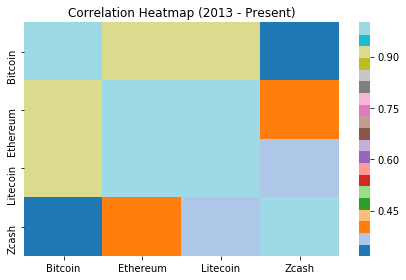 Correlation Heatmap (2013 - Present)
Bitcoin
Ethereum
Litecoin
Zcash
Bitcoin Ethereum Litecoin Zcash
0.90
0.75
0.60
0.45